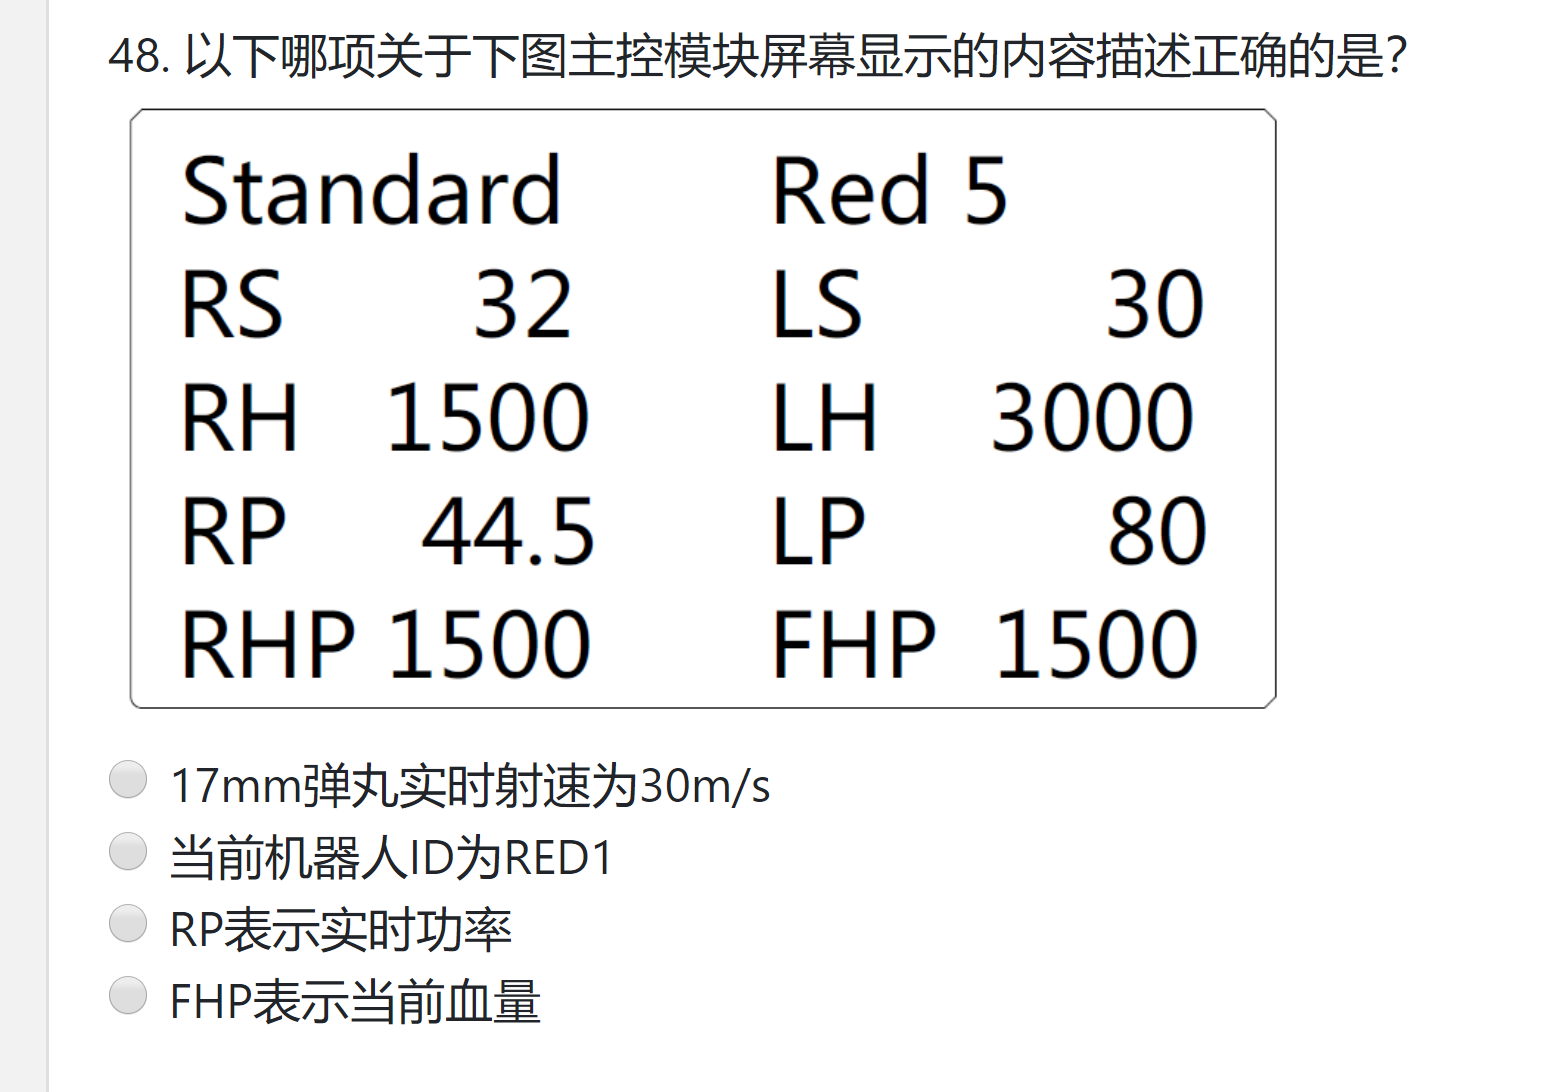 48. 以下哪项关于下图主控模块屏幕显示的内容描述正确的是?
Standard Red 5
RS 32 LS 30
RH 1500 LH 3000
RP 44.5 LP 80
RHP 1500 FHP 1500
17mm弹丸实时射速为30m/s
当前机器人ID为RED1
RP表示实时功率
FHP表示当前血量